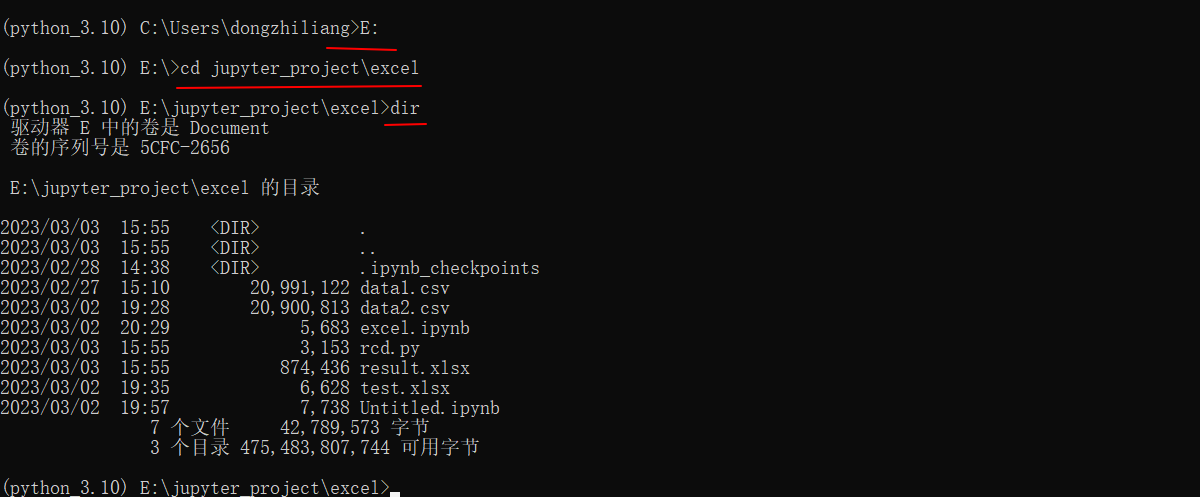 (python_3.10) C:\Users\dongzhiliang>E:
(python_3.10) E:\>cd jupyter_project\excel
(python_3.10) E:\jupyter_project\excel>dir
驱动器 E 中的卷是 Document
卷的序列号是 5CFC-2656
E:\jupyter_project\excel 的目录
2023/03/03  15:55    <DIR>          .
2023/03/03  15:55    <DIR>          ..
2023/02/28  14:38    <DIR>          .ipynb_checkpoints
2023/02/27  15:10        20,991,122 data1.csv
2023/03/02  19:28        20,900,813 data2.csv
2023/03/02  20:29             5,683 excel.ipynb
2023/03/03  15:55             3,153 rcd.py
2023/03/03  15:55           874,436 result.xlsx
2023/03/02  19:35             6,628 test.xlsx
2023/03/02  19:57             7,738 Untitled.ipynb
7 个文件     42,789,573 字节
3 个目录 475,483,807,744 可用字节
(python_3.10) E:\jupyter_project\excel>